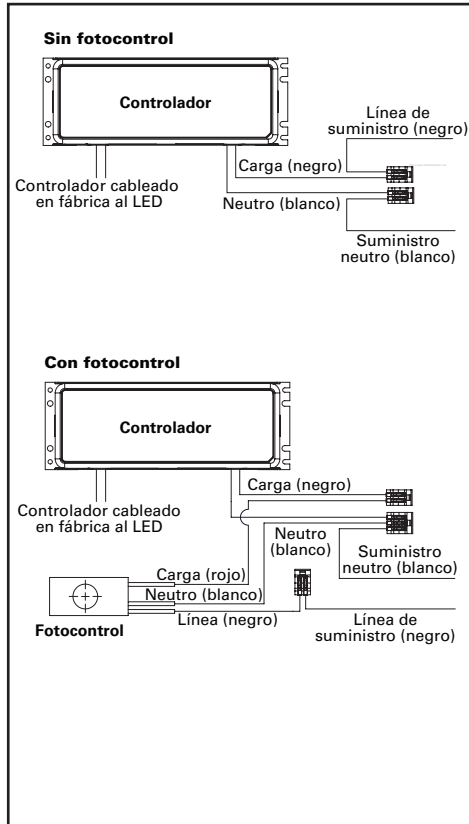 Sin fotocontrol
Controlador
Línea de
suministro (negro)
Carga (negro)
Controlador cableado
en fábrica al LED
Neutro (blanco)
Suministro
neutro (blanco)
Con fotocontrol
Controlador
Carga (negro)
Controlador cableado
en fábrica al LED
Neutro
(blanco)
Suministro
neutro (blanco)
Carga (rojo)
Neutro (blanco)
Línea (negro)
Fotocontrol
Línea de
suministro (negro)